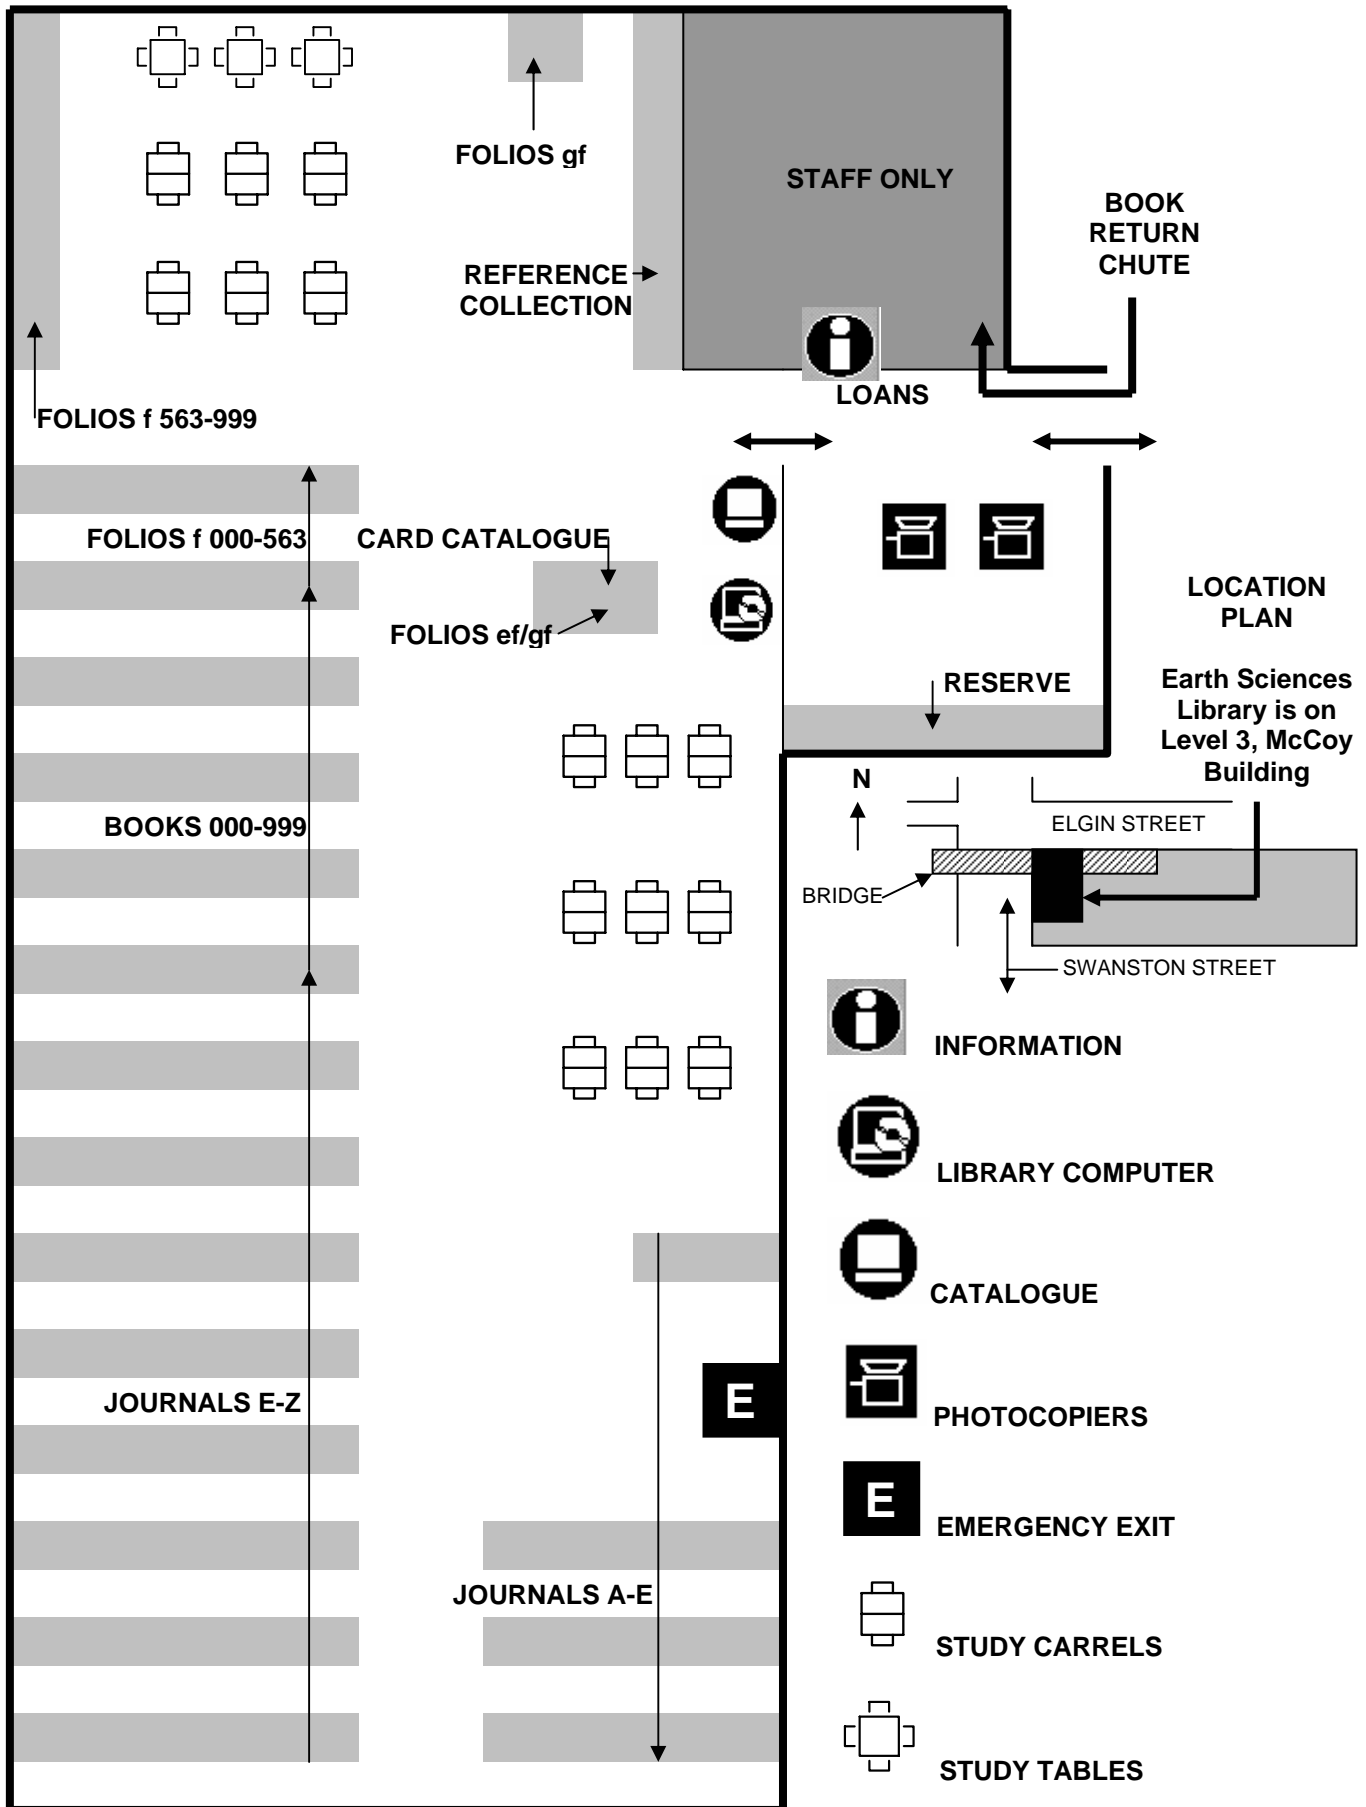 FOLIOS gf
STAFF ONLY
BOOK
RETURN
CHUTE
REFERENCE
COLLECTION
LOANS
FOLIOS f 563-999
FOLIOS f 000-563
CARD CATALOGUE
FOLIOS ef/gf
LOCATION
PLAN
RESERVE
Earth Sciences
Library is on
Level 3, McCoy
Building
N
ELGIN STREET
BOOKS 000-999
BRIDGE
SWANSTON STREET
INFORMATION
LIBRARY COMPUTER
CATALOGUE
E
JOURNALS E-Z
PHOTOCOPIERS
E
EMERGENCY EXIT
JOURNALS A-E
STUDY CARRELS
STUDY TABLES